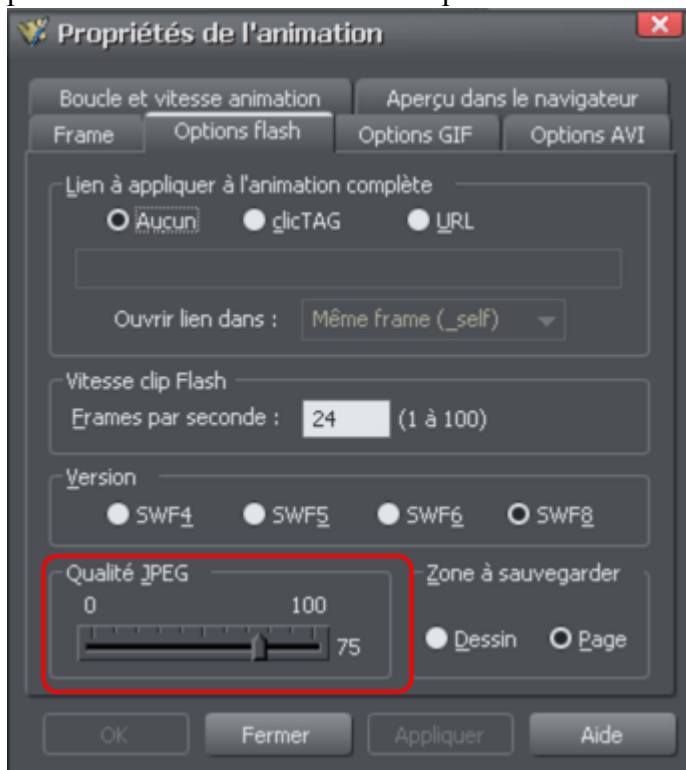 Propriétés de l'animation
Boucle et vitesse animation Aperçu dans le navigateur
Frame Options flash Options GIF Options AVI
Lien à appliquer à l'animation complète
Aucun clicTAG URL
Ouvrir lien dans : Même frame (_self)
Vitesse clip Flash
Frames par seconde : 24 (1 à 100)
Version
SWF4 SWF5 SWF6 SWF8
Qualité JPEG Zone à sauvegarder
0 100
75 Dessin Page
OK Fermer Appliquer Aide